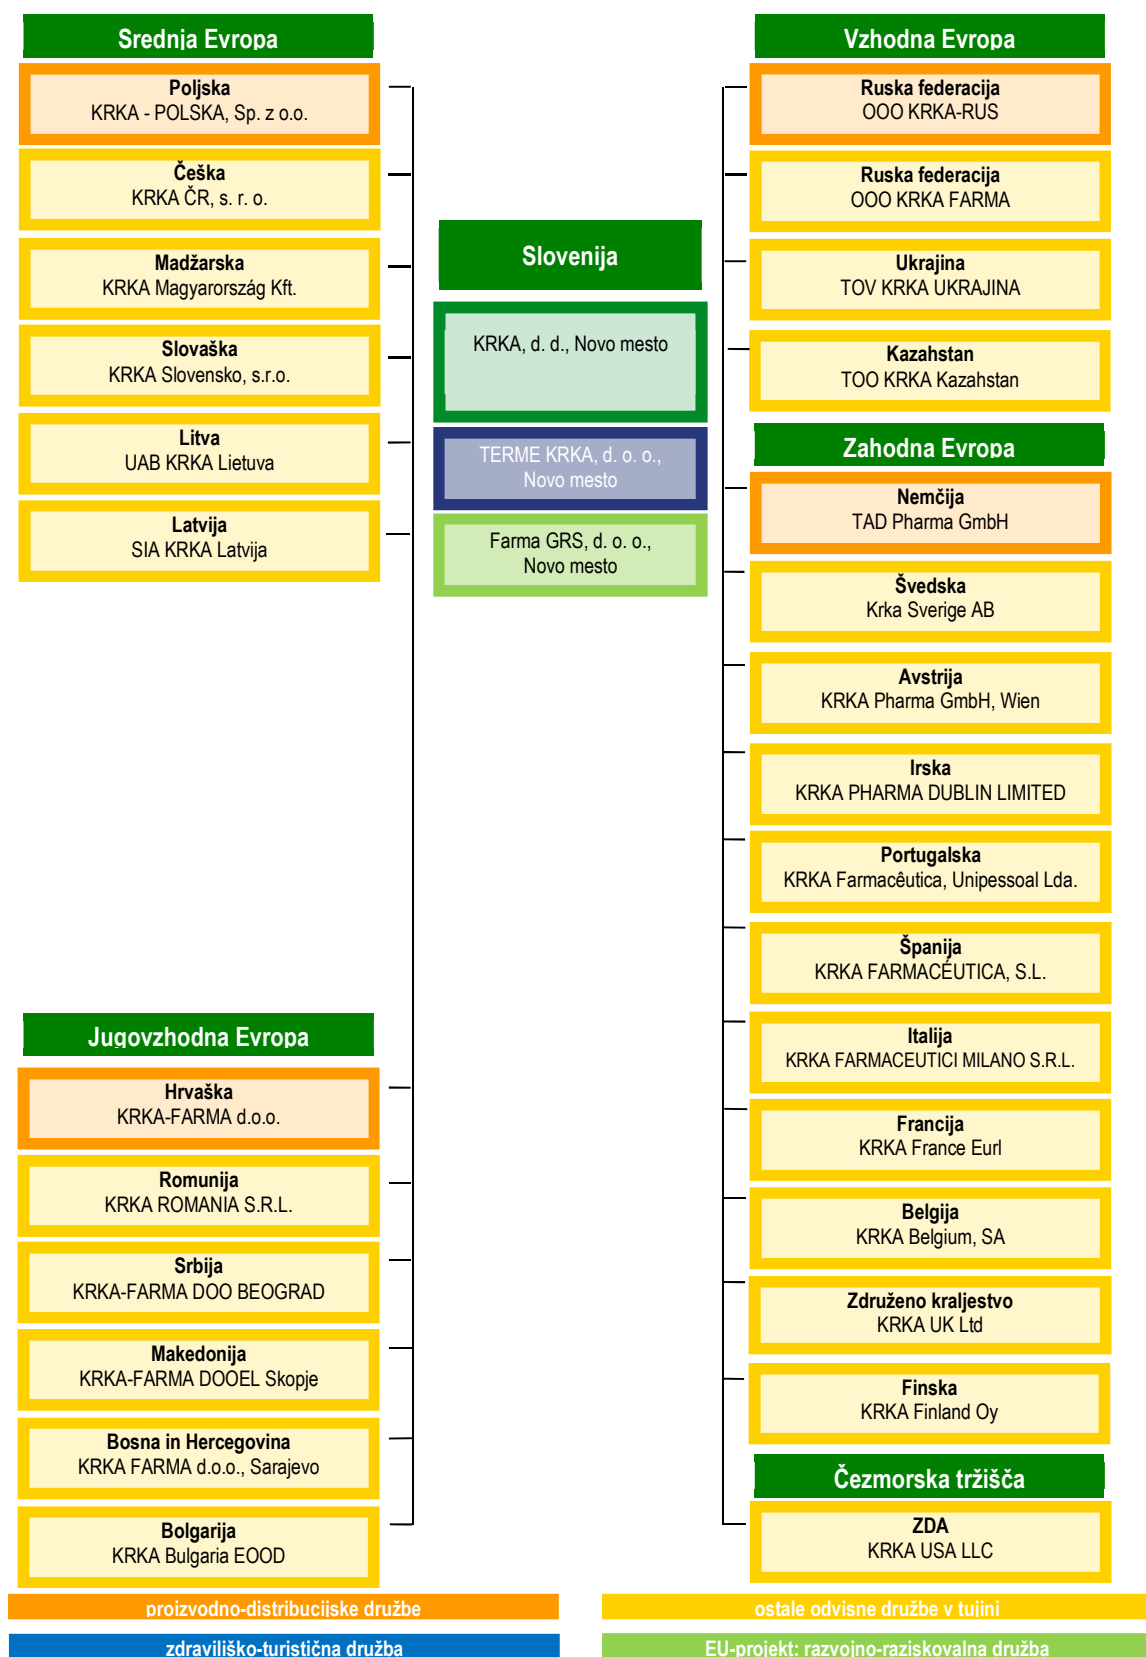 Srednja Evropa
Poljska
KRKA - POLSKA, Sp. z o.o.
Češka
KRKA ČR, s. r. o.
Madžarska
KRKA Magyarország Kft.
Slovaška
KRKA Slovensko, s.r.o.
Litva
UAB KRKA Lietuva
Latvija
SIA KRKA Latvija
Jugovzhodna Evropa
Hrvaška
KRKA-FARMA d.o.o.
Romunija
KRKA ROMANIA S.R.L.
Srbija
KRKA-FARMA DOO BEOGRAD
Makedonija
KRKA-FARMA DOOEL Skopje
Bosna in Hercegovina
KRKA FARMA d.o.o., Sarajevo
Bolgarija
KRKA Bulgaria EOOD
Slovenija
KRKA, d. d., Novo mesto
TERME KRKA, d. o. o.,
Novo mesto
Farma GRS, d. o. o.,
Novo mesto
Vzhodna Evropa
Ruska federacija
OOO KRKA-RUS
Ruska federacija
OOO KRKA FARMA
Ukrajina
TOV KRKA UKRAJINA
Kazahstan
TOO KRKA Kazahstan
Zahodna Evropa
Nemčija
TAD Pharma GmbH
Švedska
Krka Sverige AB
Avstrija
KRKA Pharma GmbH, Wien
Irska
KRKA PHARMA DUBLIN LIMITED
Portugalska
KRKA Farmacêutica, Unipessoal Lda.
Španija
KRKA FARMACÉUTICA, S.L.
Italija
KRKA FARMACEUTICI MILANO S.R.L.
Francija
KRKA France Eurl
Belgija
KRKA Belgium, SA
Združeno kraljestvo
KRKA UK Ltd
Finska
KRKA Finland Oy
Čezmorska tržišča
ZDA
KRKA USA LLC
proizvodno-distribucijske družbe
ostale odvisne družbe v tujini
zdraviliško-turistična družba
EU-projekt: razvojno-raziskovalna družba